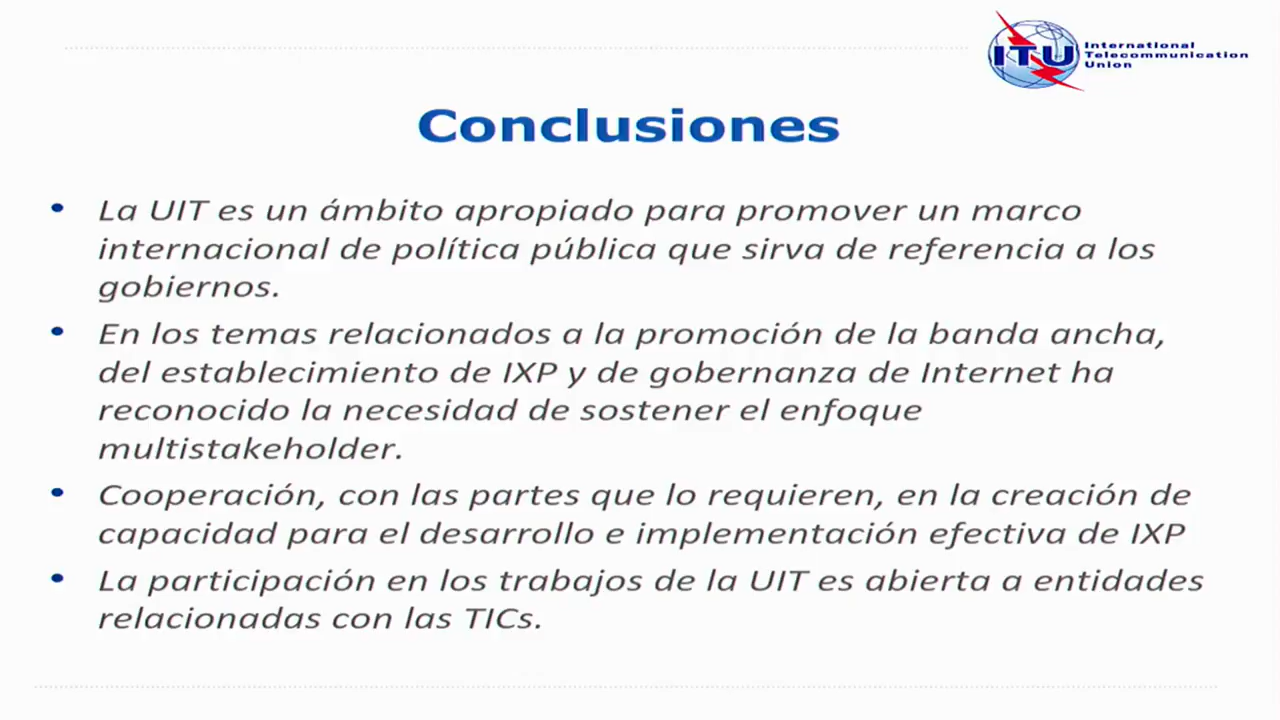 ITU
International
Telecommunication
Union
Conclusiones
• La UIT es un ámbito apropiado para promover un marco
internacional de política pública que sirva de referencia a los
gobiernos.
• En los temas relacionados a la promoción de la banda ancha,
del establecimiento de IXP y de gobernanza de Internet ha
reconocido la necesidad de sostener el enfoque
multistakeholder.
• Cooperación, con las partes que lo requieren, en la creación de
capacidad para el desarrollo e implementación efectiva de IXP
• La participación en los trabajos de la UIT es abierta a entidades
relacionadas con las TICs.